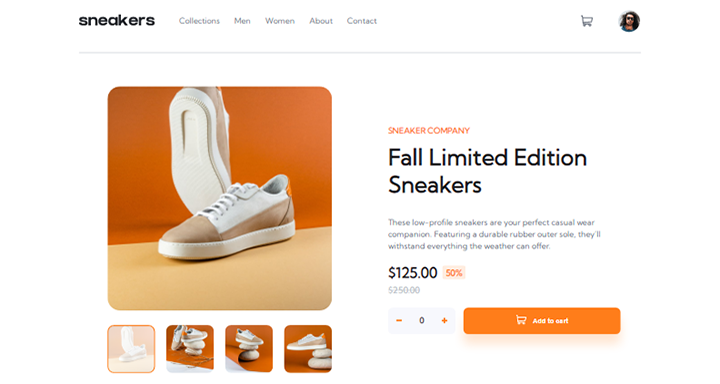 sneakers
Collections Men Women About Contact
SNEAKER COMPANY
Fall Limited Edition
Sneakers
These low-profile sneakers are your perfect casual wear
companion. Featuring a durable rubber outer sole, they'll
withstand everything the weather can offer.
$125.00 50%
$250.00
− 0 + Add to cart